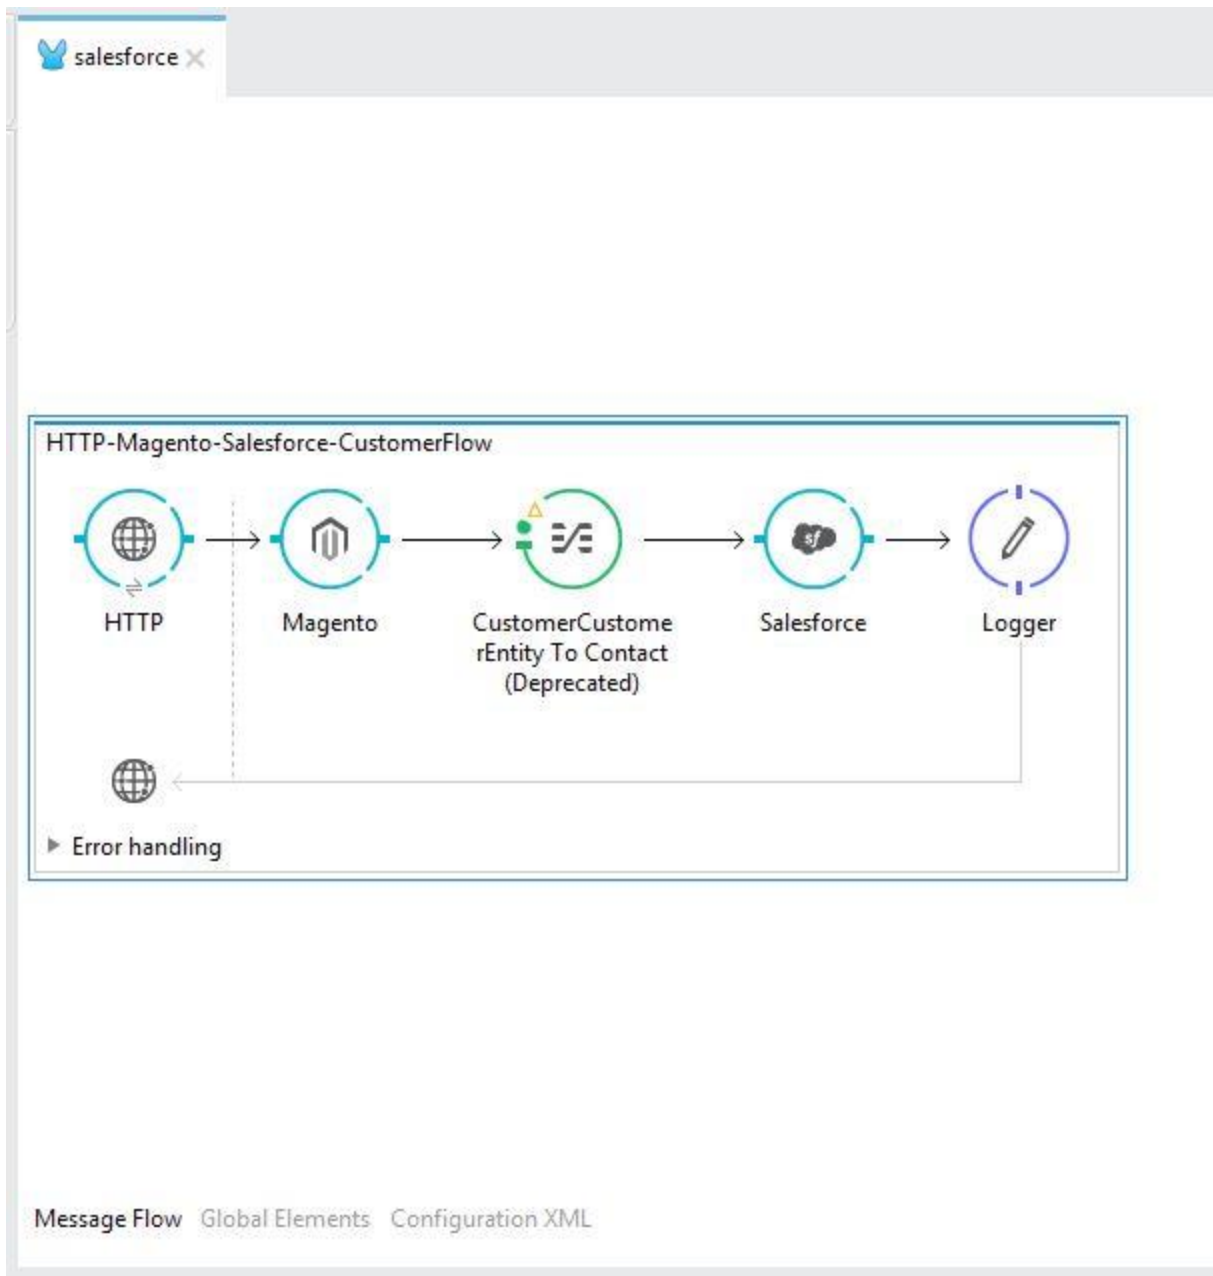 salesforce
HTTP-Magento-Salesforce-CustomerFlow
HTTP
Magento
CustomerCustome
rEntity To Contact
(Deprecated)
Salesforce
Logger
Error handling
Message Flow Global Elements Configuration XML